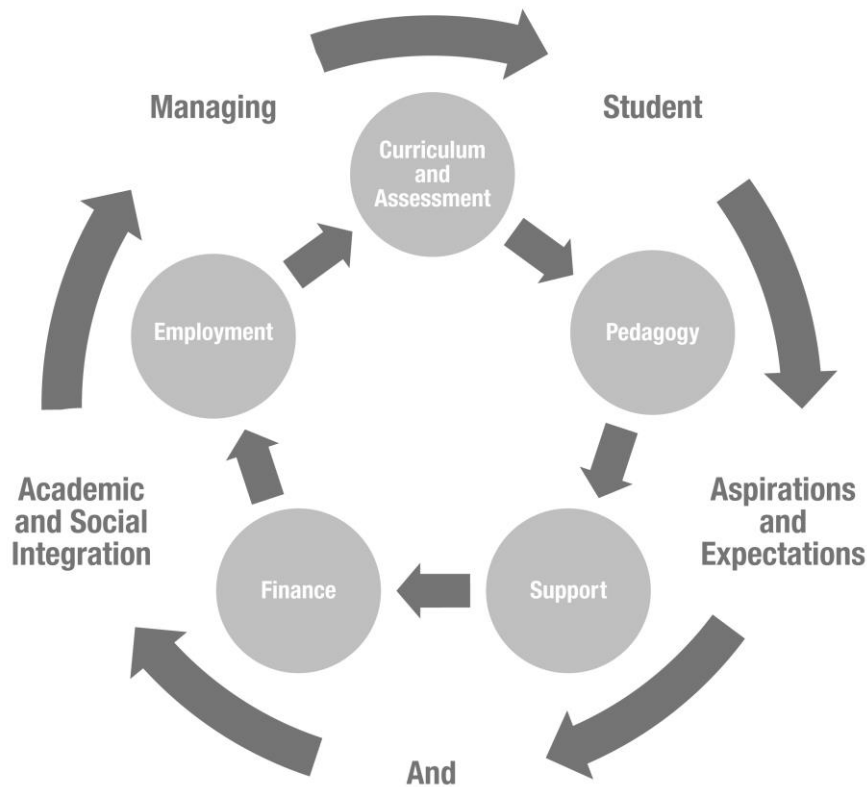 Managing
Student
Curriculum
and
Assessment
Employment
Pedagogy
Academic
and Social
Integration
Aspirations
and
Expectations
Finance
Support
And